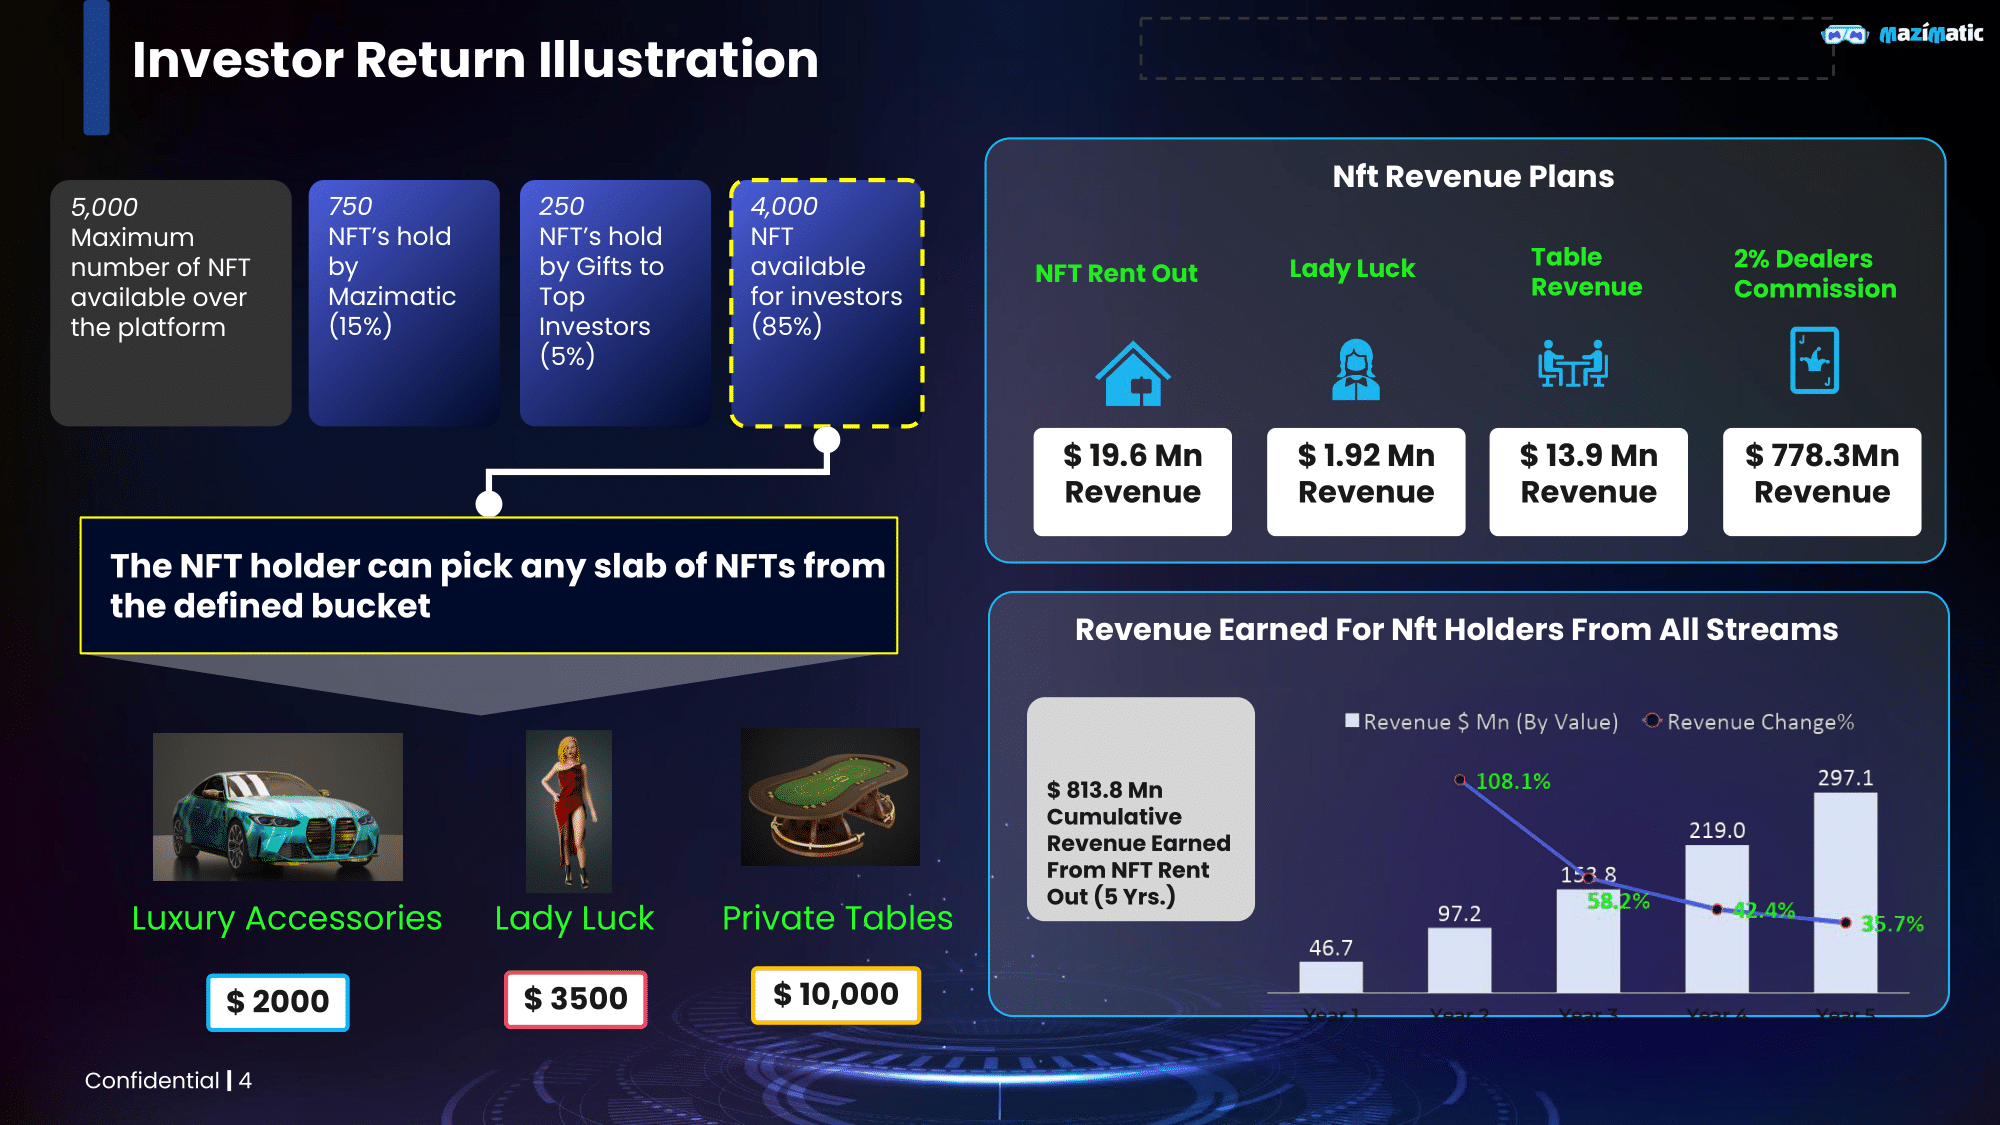 Investor Return Illustration
mazimatic
5,000
Maximum
number of NFT
available over
the platform
750
NFT’s hold
by
Mazimatic
(15%)
250
NFT’s hold
by Gifts to
Top
Investors
(5%)
4,000
NFT
available
for investors
(85%)
The NFT holder can pick any slab of NFTs from
the defined bucket
Luxury Accessories
Lady Luck
Private Tables
$ 2000
$ 3500
$ 10,000
Nft Revenue Plans
NFT Rent Out
Lady Luck
Table
Revenue
2% Dealers
Commission
J
J
$ 19.6 Mn
Revenue
$ 1.92 Mn
Revenue
$ 13.9 Mn
Revenue
$ 778.3Mn
Revenue
Revenue Earned For Nft Holders From All Streams
$ 813.8 Mn
Cumulative
Revenue Earned
From NFT Rent
Out (5 Yrs.)
Revenue $ Mn (By Value)
Revenue Change%
108.1%
297.1
219.0
153.8
58.2%
97.2
42.4%
35.7%
46.7
Year 1
Year 2
Year 3
Year 4
Year 5
Confidential | 4